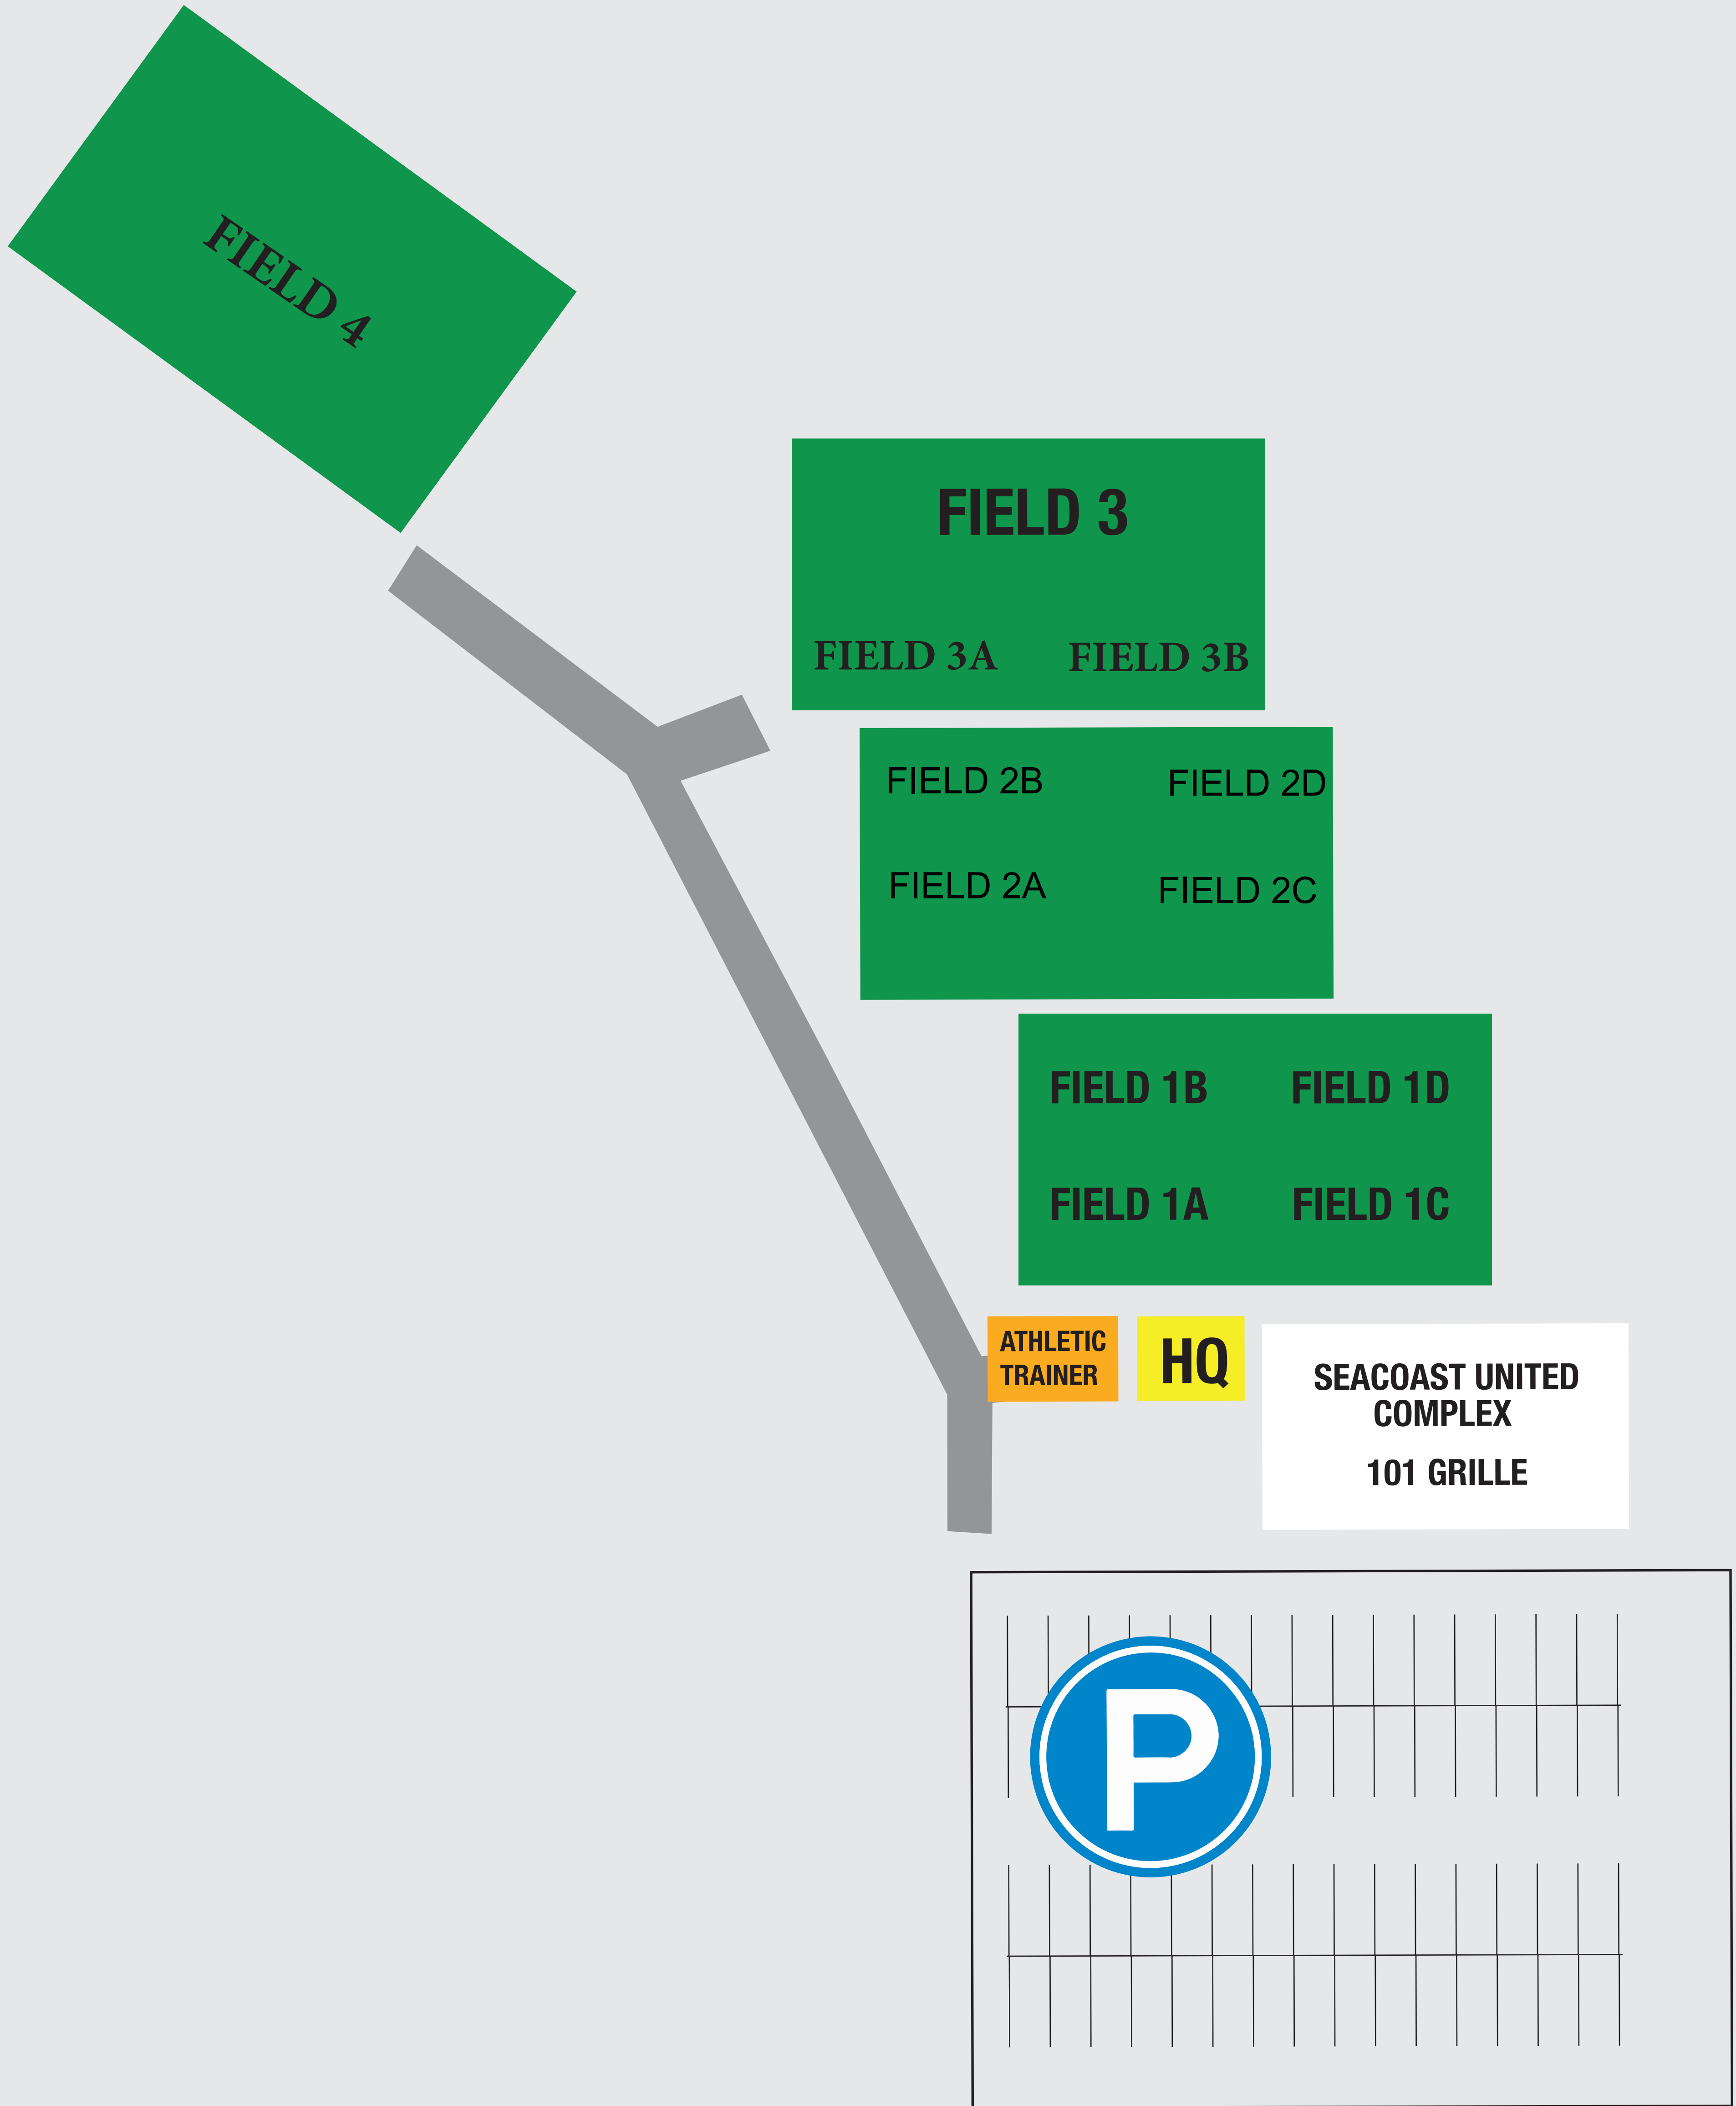 FIELD 4
FIELD 3
FIELD 3A FIELD 3B
FIELD 2B FIELD 2D
FIELD 2A FIELD 2C
FIELD 1B FIELD 1D
FIELD 1A FIELD 1C
ATHLETIC
TRAINER
HQ
SEACOAST UNITED
COMPLEX
101 GRILLE
P